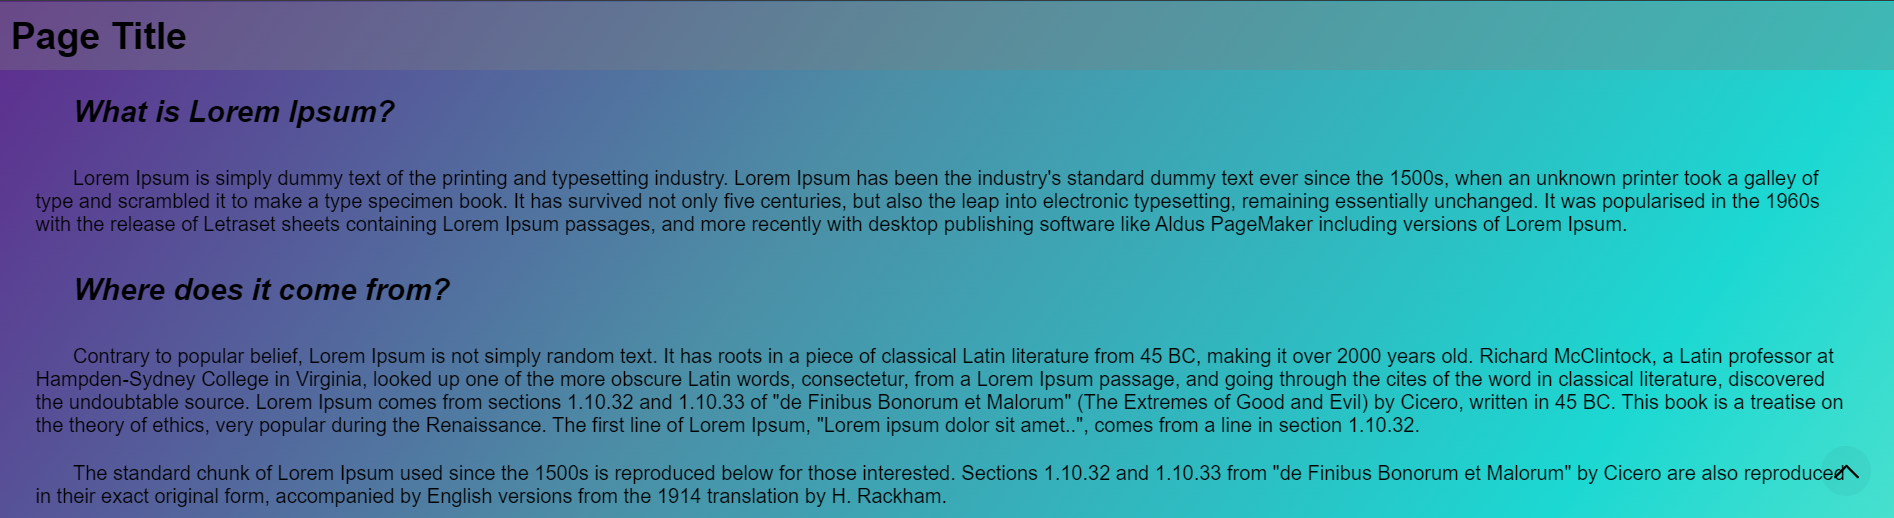 Page Title
What is Lorem Ipsum?
Lorem Ipsum is simply dummy text of the printing and typesetting industry. Lorem Ipsum has been the industry's standard dummy text ever since the 1500s, when an unknown printer took a galley of
type and scrambled it to make a type specimen book. It has survived not only five centuries, but also the leap into electronic typesetting, remaining essentially unchanged. It was popularised in the 1960s
with the release of Letraset sheets containing Lorem Ipsum passages, and more recently with desktop publishing software like Aldus PageMaker including versions of Lorem Ipsum.
Where does it come from?
Contrary to popular belief, Lorem Ipsum is not simply random text. It has roots in a piece of classical Latin literature from 45 BC, making it over 2000 years old. Richard McClintock, a Latin professor at
Hampden-Sydney College in Virginia, looked up one of the more obscure Latin words, consectetur, from a Lorem Ipsum passage, and going through the cites of the word in classical literature, discovered
the undoubtable source. Lorem Ipsum comes from sections 1.10.32 and 1.10.33 of "de Finibus Bonorum et Malorum" (The Extremes of Good and Evil) by Cicero, written in 45 BC. This book is a treatise on
the theory of ethics, very popular during the Renaissance. The first line of Lorem Ipsum, "Lorem ipsum dolor sit amet..", comes from a line in section 1.10.32.
The standard chunk of Lorem Ipsum used since the 1500s is reproduced below for those interested. Sections 1.10.32 and 1.10.33 from "de Finibus Bonorum et Malorum" by Cicero are also reproduced
in their exact original form, accompanied by English versions from the 1914 translation by H. Rackham.